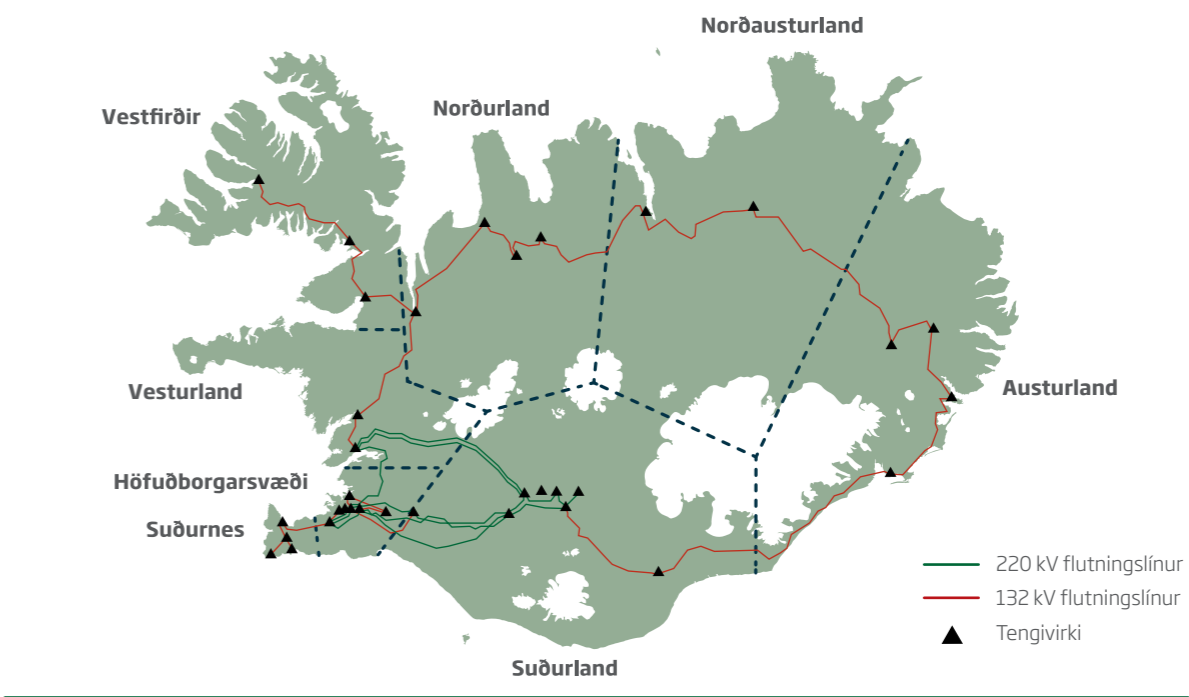 Norðausturland
Vestfirðir
Norðurland
Vesturland
Austurland
Höfuðborgarsvæði
Suðurnes
220 kV flutningslínur
132 kV flutningslínur
Tengivirki
Suðurland